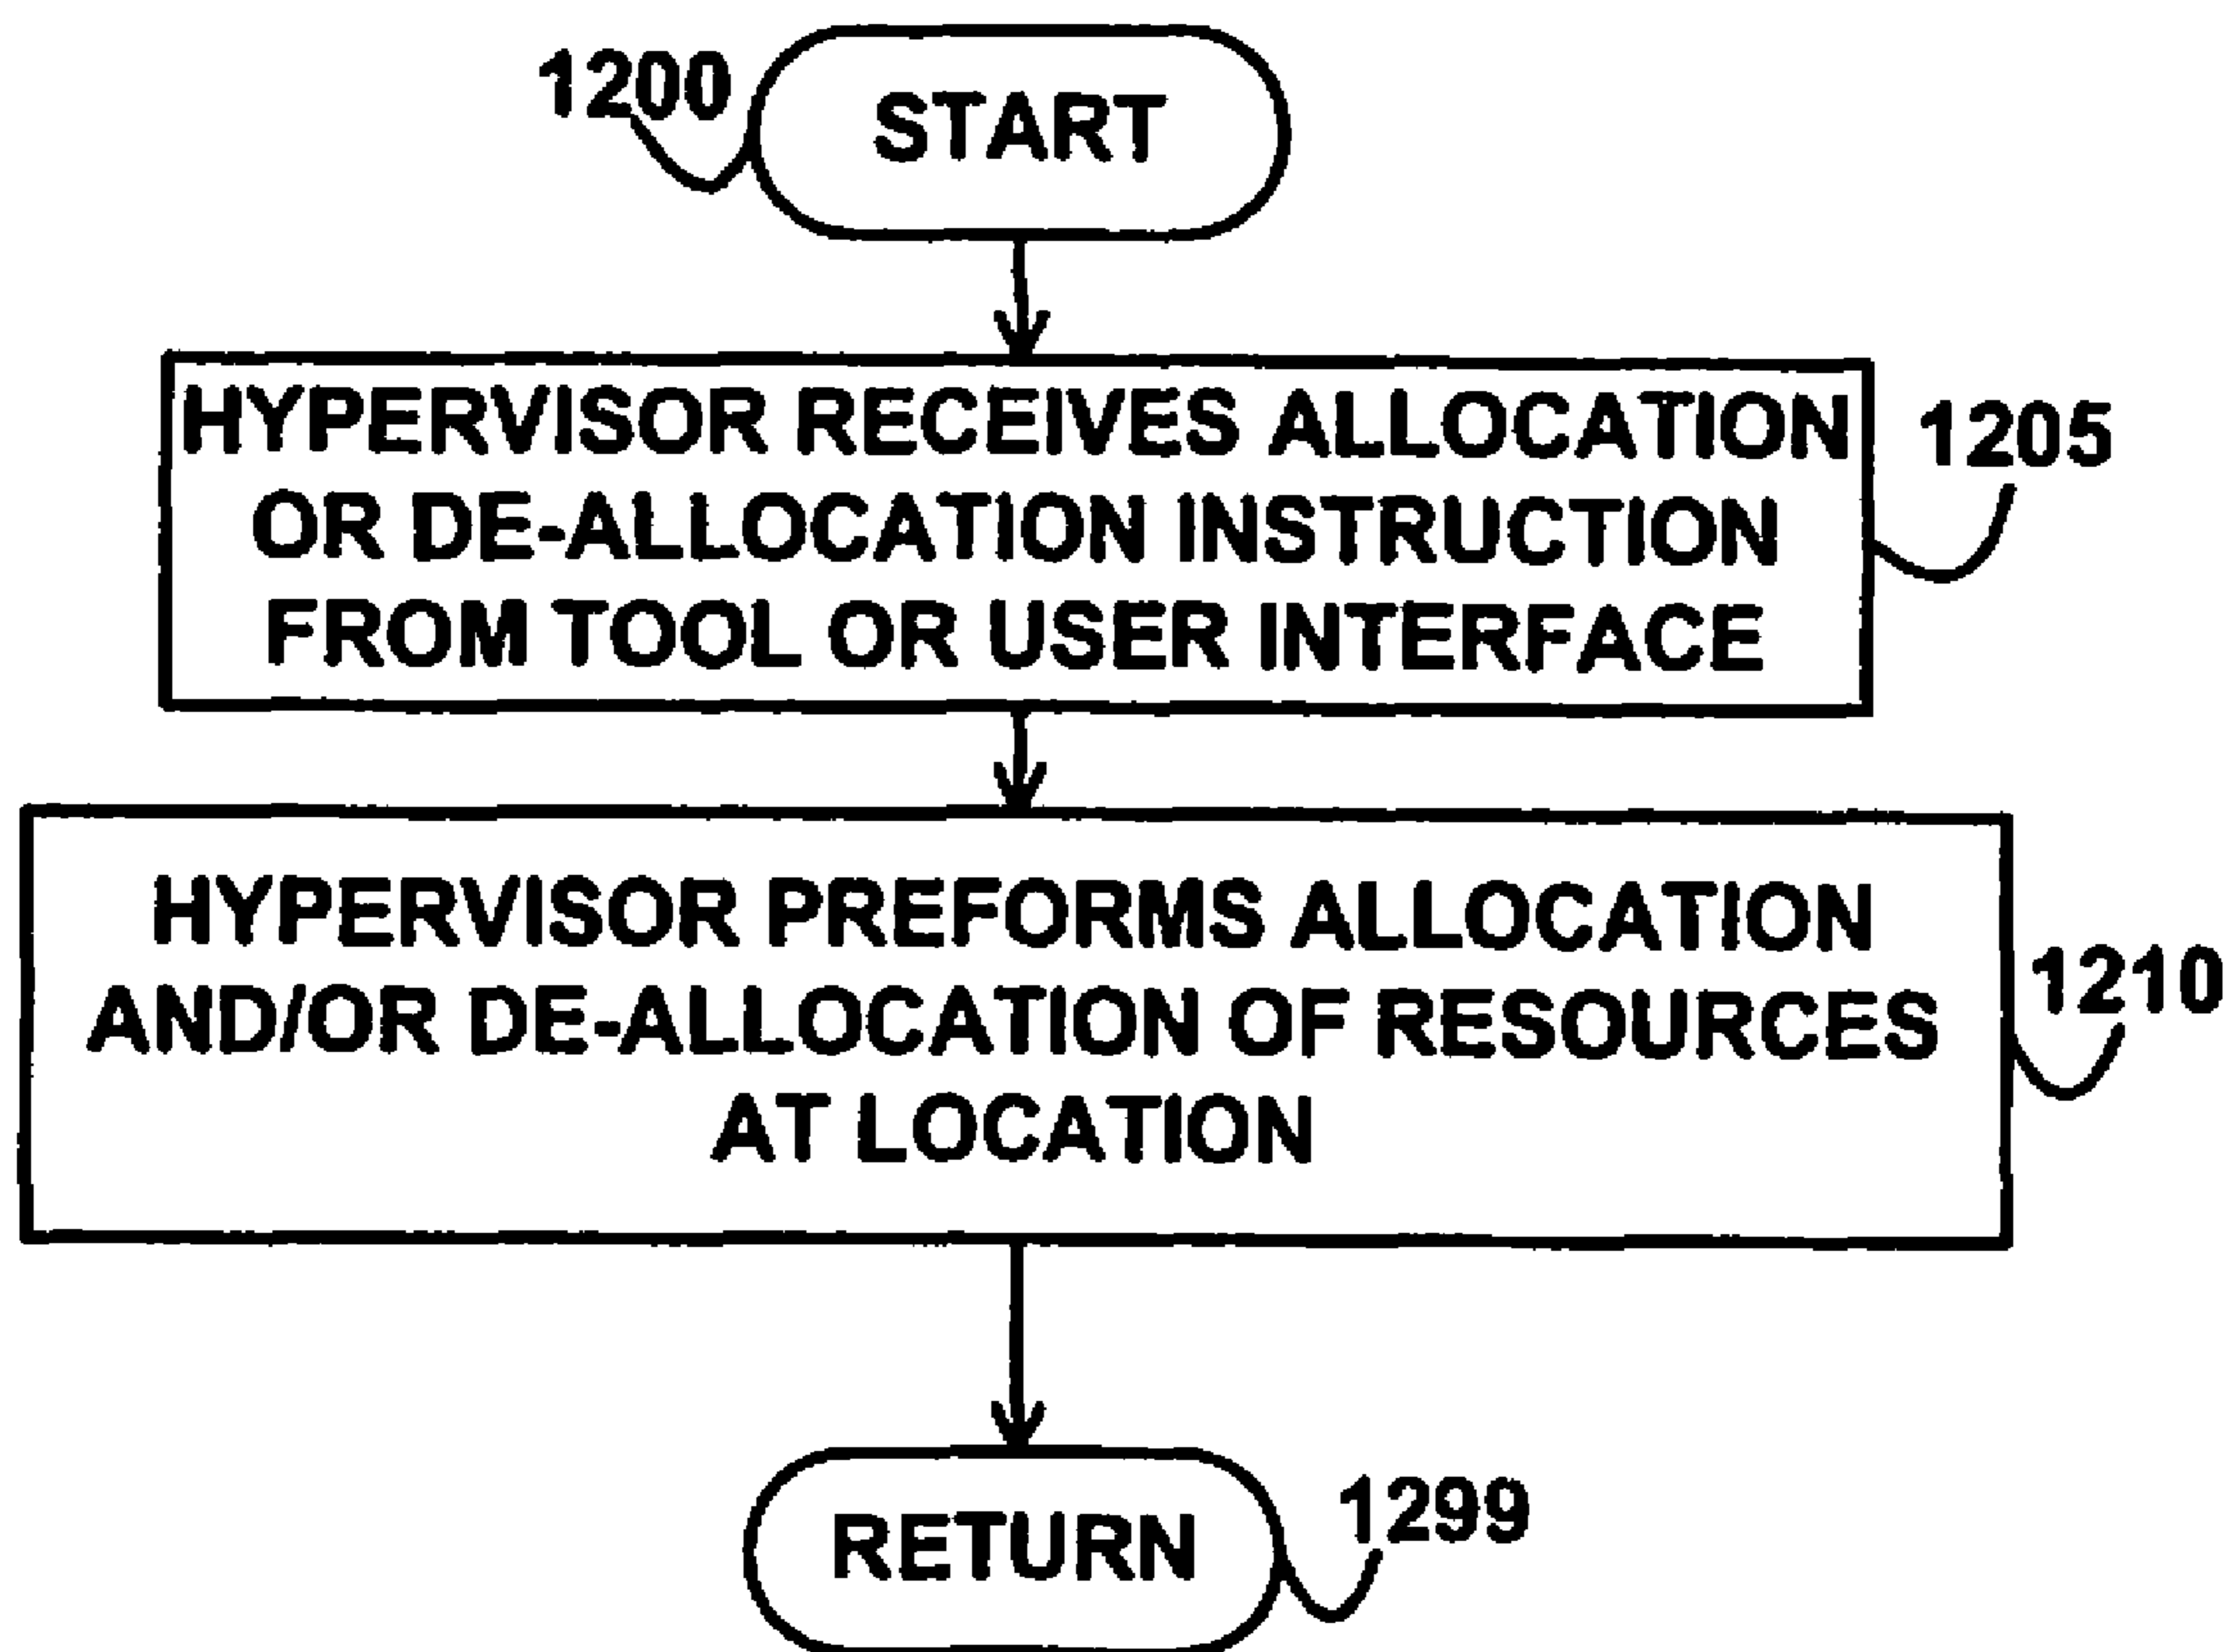 1200
START
HYPERVISOR RECEIVES ALLOCATION
OR DE-ALLOCATION INSTRUCTION
FROM TOOL OR USER INTERFACE
1205
HYPERVISOR PREFORMS ALLOCATION
AND/OR DE-ALLOCATION OF RESOURCES
AT LOCATION
1210
RETURN
1299